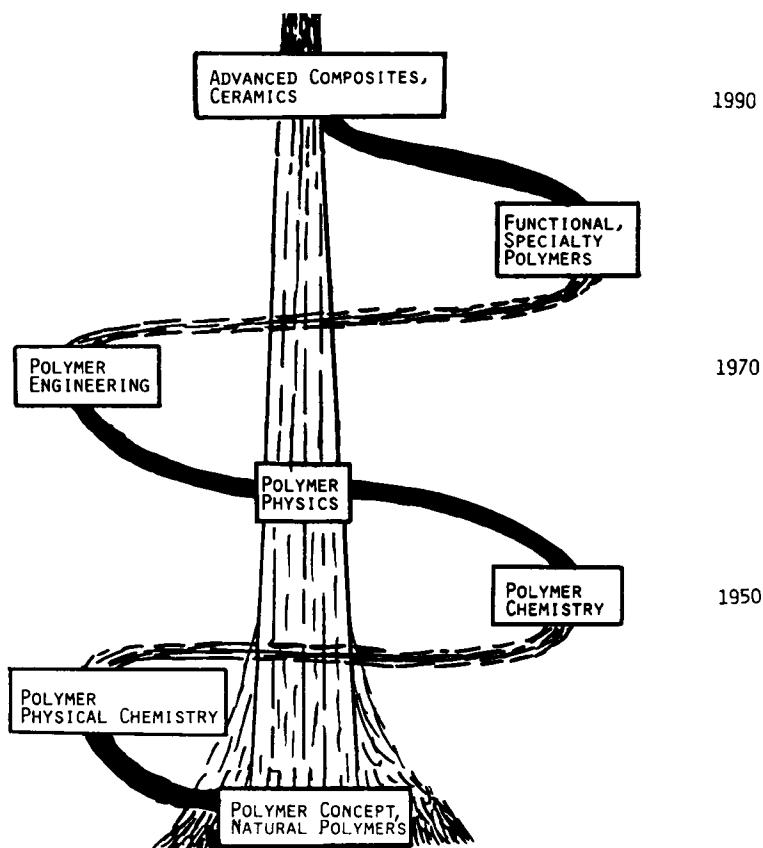 ADVANCED COMPOSITES,
CERAMICS
1990
FUNCTIONAL,
SPECIALTY
POLYMERS
POLYMER
ENGINEERING
1970
POLYMER
PHYSICS
POLYMER
CHEMISTRY
1950
POLYMER
PHYSICAL CHEMISTRY
POLYMER CONCEPT,
NATURAL POLYMERS